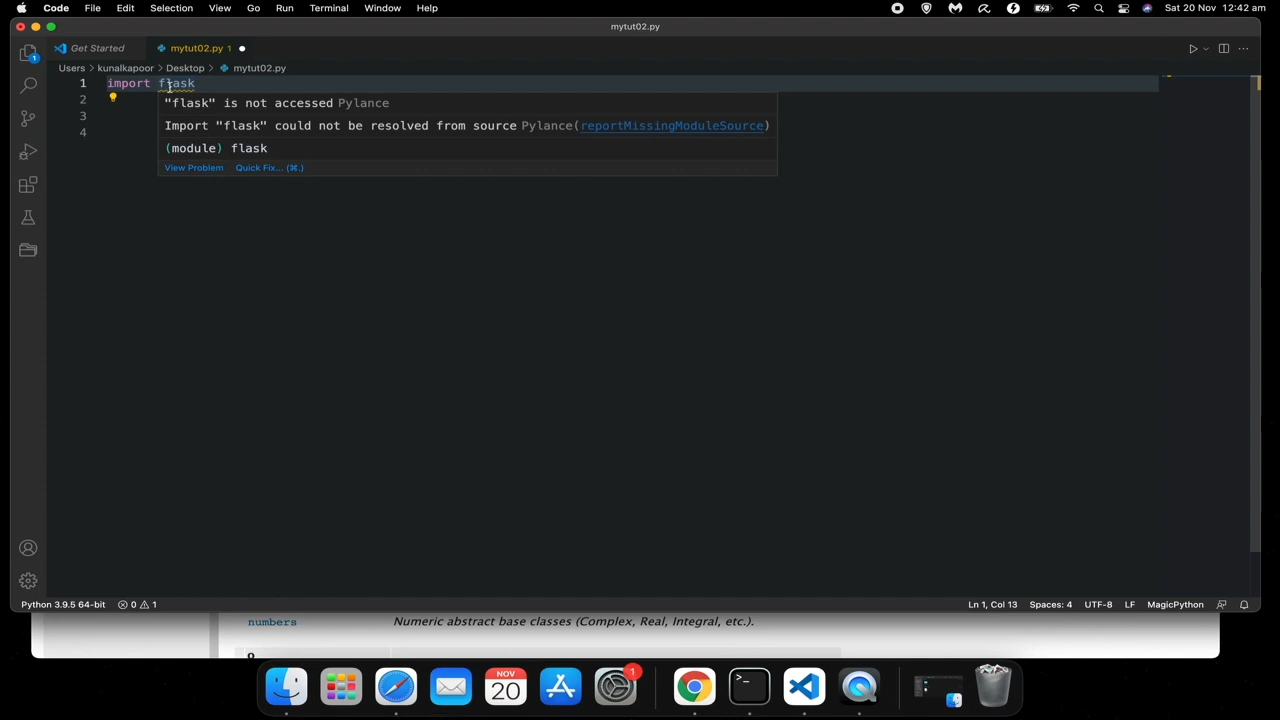 Code File Edit Selection View Go Run Terminal Window Help Sat 20 Nov 12:42 am
mytut02.py
Get Started mytut02.py 1
Users > kunalkapoor > Desktop > mytut02.py
1 import flask
2 "flask" is not accessed Pylance
3 Import "flask" could not be resolved from source Pylance(reportMissingModuleSource)
4 (module) flask
View Problem Quick Fix... (⌘.)
1
Python 3.9.5 64-bit 0 1 Ln 1, Col 13 Spaces: 4 UTF-8 LF MagicPython
numbers Numeric abstract base classes (Complex, Real, Integral, etc.).
NOV
20
1